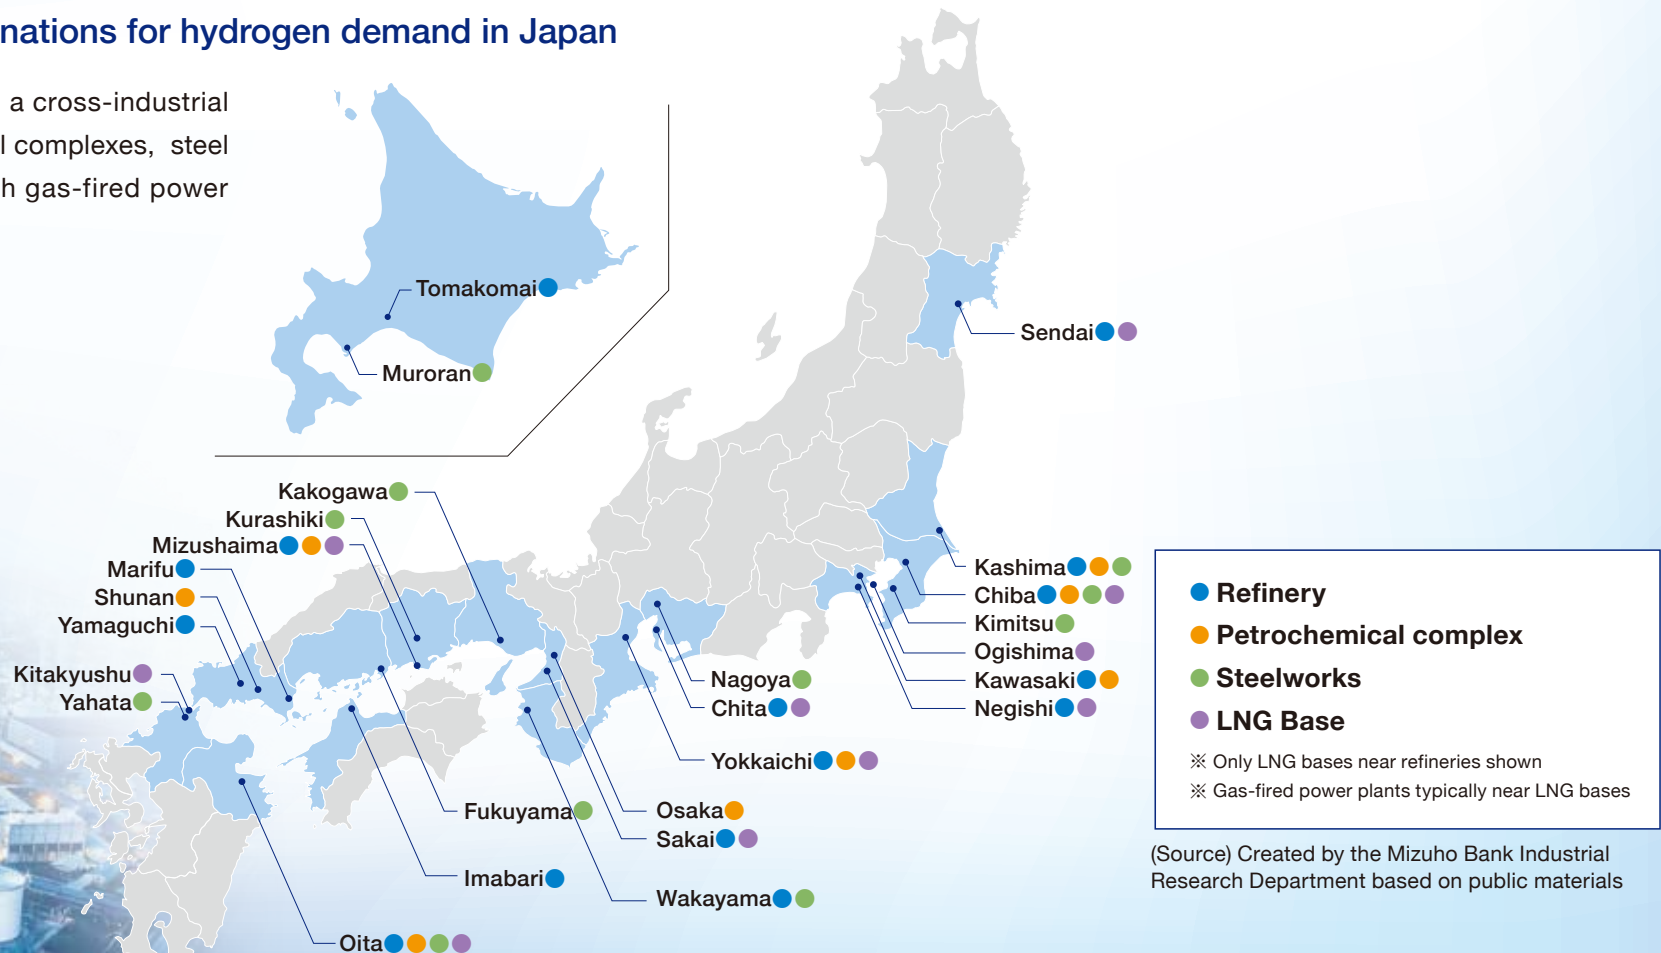 nations for hydrogen demand in Japan
a cross-industrial
l complexes, steel
h gas-fired power
Tomakomai
Muroran
Sendai
Kakogawa
Kurashiki
Mizushaima
Marifu
Shunan
Yamaguchi
Kitakyushu
Yahata
Kashima
Chiba
Kimitsu
Ogishima
Kawasaki
Negishi
Nagoya
Chita
Yokkaichi
Fukuyama
Osaka
Sakai
Imabari
Wakayama
Oita
Refinery
Petrochemical complex
Steelworks
LNG Base
※ Only LNG bases near refineries shown
※ Gas-fired power plants typically near LNG bases
(Source) Created by the Mizuho Bank Industrial
Research Department based on public materials